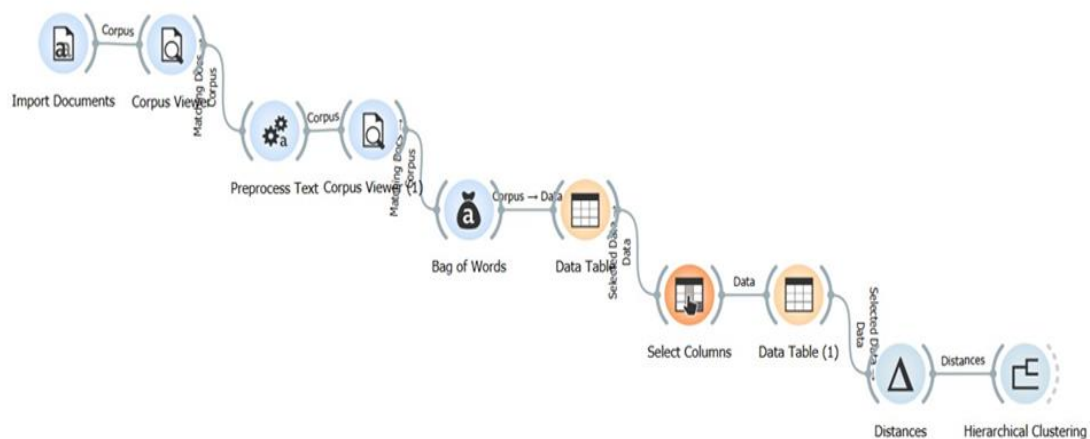 Corpus
Import Documents
Corpus Viewer
Matching Docs →
Corpus
Corpus
Preprocess Text
Corpus Viewer (1)
Matching Docs →
Corpus
Corpus → Data
Bag of Words
Data Table
Selected Data →
Data
Data
Select Columns
Data Table (1)
Selected Data →
Data
Distances
Distances
Hierarchical Clustering